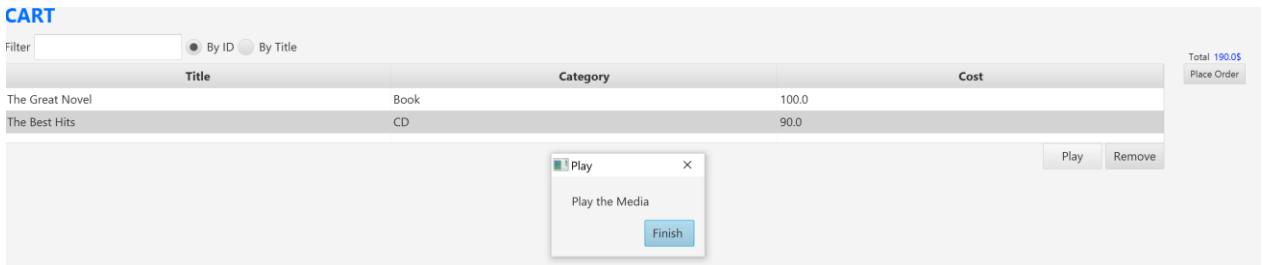 CART
Filter By ID By Title
Total 190.0$
Title Category Cost
Place Order
The Great Novel Book 100.0
The Best Hits CD 90.0
Play Remove
Play
Play the Media
Finish